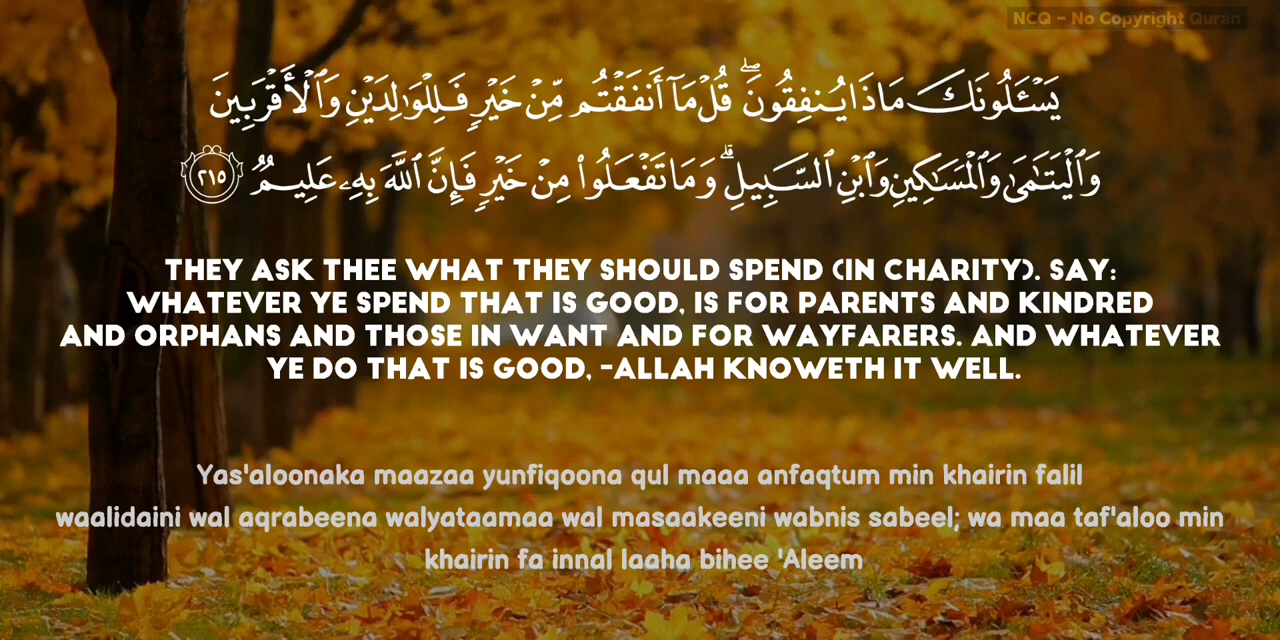 NCQ - No Copyright Quran
يَسْـَٔلُونَكَ مَاذَا يُنفِقُونَ ۖ قُلْ مَآ أَنفَقْتُم مِّنْ خَيْرٍ فَلِلْوَٰلِدَيْنِ وَٱلْأَقْرَبِينَ
وَٱلْيَتَـٰمَىٰ وَٱلْمَسَـٰكِينِ وَٱبْنِ ٱلسَّبِيلِ ۗ وَمَا تَفْعَلُوا۟ مِنْ خَيْرٍ فَإِنَّ ٱللَّهَ بِهِۦ عَلِيمٌ ٢١٥
THEY ASK THEE WHAT THEY SHOULD SPEND (IN CHARITY). SAY:
WHATEVER YE SPEND THAT IS GOOD, IS FOR PARENTS AND KINDRED
AND ORPHANS AND THOSE IN WANT AND FOR WAYFARERS. AND WHATEVER
YE DO THAT IS GOOD, -ALLAH KNOWETH IT WELL.
Yas'aloonaka maazaa yunfiqoona qul maaa anfaqtum min khairin falil
waalidaini wal aqrabeena walyataamaa wal masaakeeni wabnis sabeel; wa maa taf'aloo min
khairin fa innal laaha bihee 'Aleem